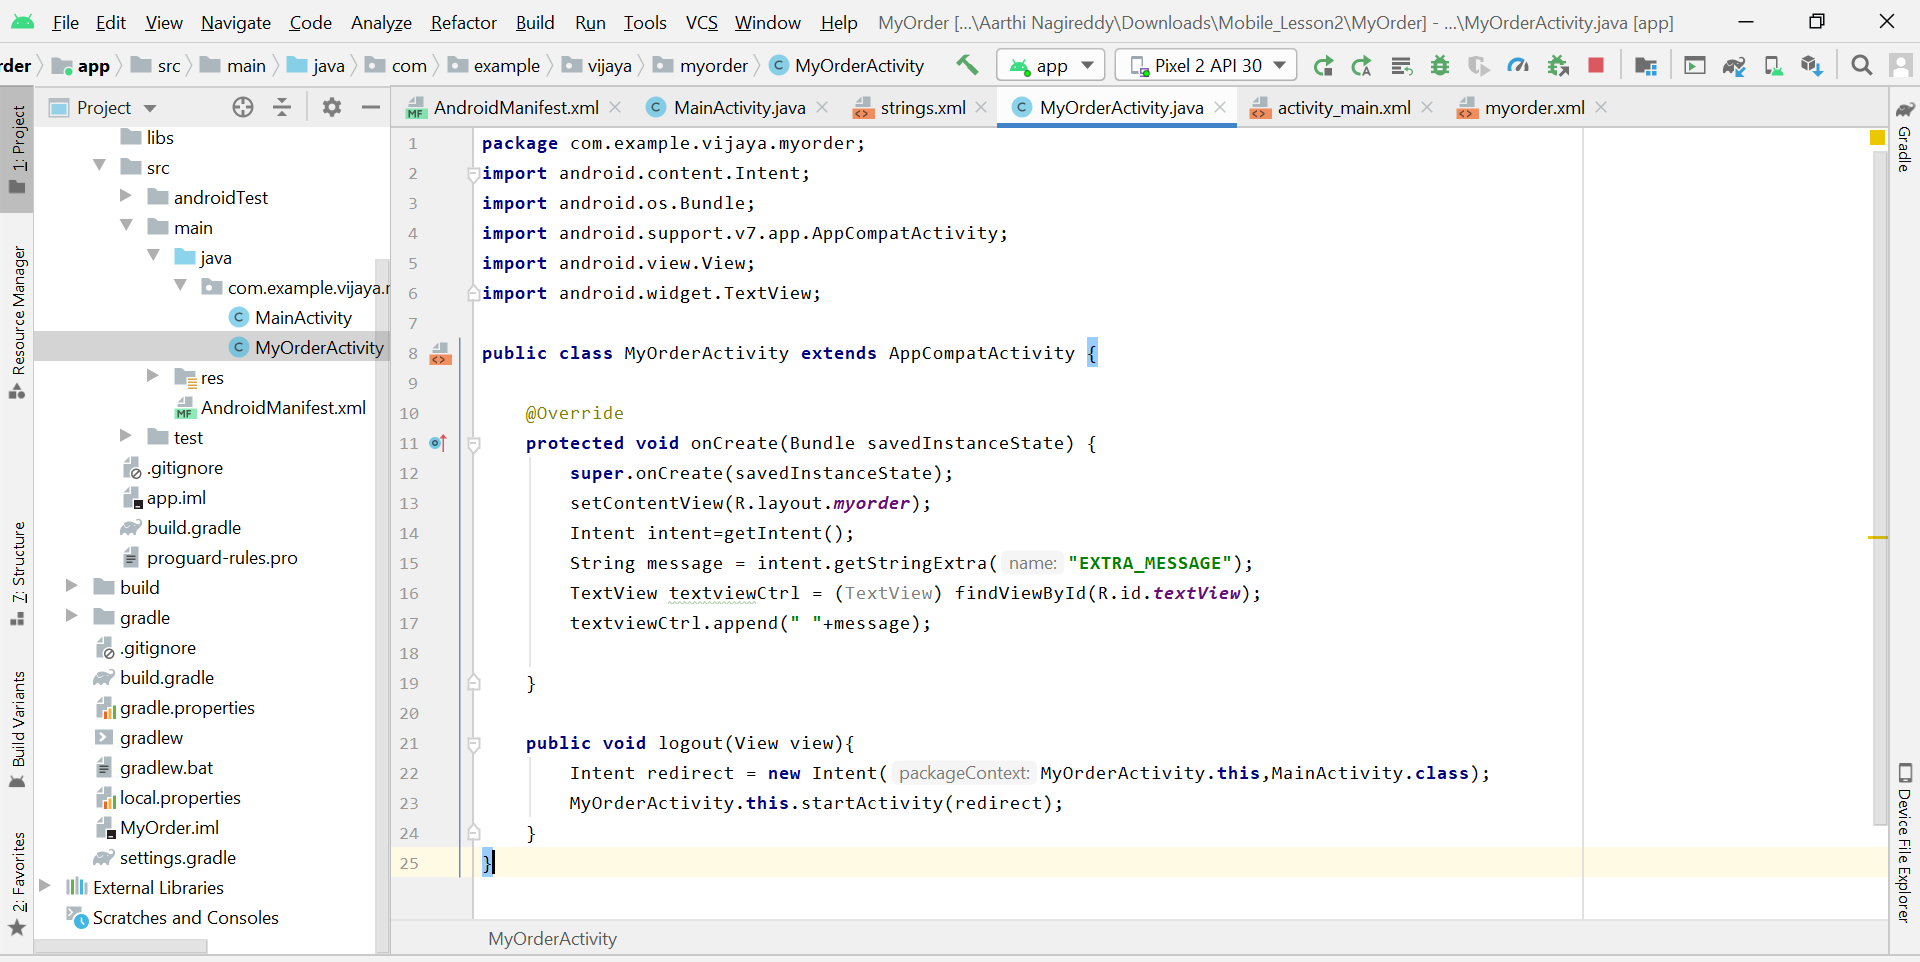 File Edit View Navigate Code Analyze Refactor Build Run Tools VCS Window Help MyOrder [...\Aarthi Nagireddy\Downloads\Mobile_Lesson2\MyOrder] - ...\MyOrderActivity.java [app]
rder app src main java com example vijaya myorder MyOrderActivity app Pixel 2 API 30
Project
AndroidManifest.xml MainActivity.java strings.xml MyOrderActivity.java activity_main.xml myorder.xml
1: Project
Resource Manager
7: Structure
Build Variants
2: Favorites
libs
src
androidTest
main
java
com.example.vijaya.r
MainActivity
MyOrderActivity
res
AndroidManifest.xml
test
.gitignore
app.iml
build.gradle
proguard-rules.pro
build
gradle
.gitignore
build.gradle
gradle.properties
gradlew
gradlew.bat
local.properties
MyOrder.iml
settings.gradle
External Libraries
Scratches and Consoles
1 package com.example.vijaya.myorder;
2 import android.content.Intent;
3 import android.os.Bundle;
4 import android.support.v7.app.AppCompatActivity;
5 import android.view.View;
6 import android.widget.TextView;
7
8 public class MyOrderActivity extends AppCompatActivity {
9
10 @Override
11 protected void onCreate(Bundle savedInstanceState) {
12 super.onCreate(savedInstanceState);
13 setContentView(R.layout.myorder);
14 Intent intent=getIntent();
15 String message = intent.getStringExtra( name: "EXTRA_MESSAGE");
16 TextView textviewCtrl = (TextView) findViewById(R.id.textView);
17 textviewCtrl.append(" "+message);
18
19 }
20
21 public void logout(View view){
22 Intent redirect = new Intent( packageContext: MyOrderActivity.this,MainActivity.class);
23 MyOrderActivity.this.startActivity(redirect);
24 }
25 }
MyOrderActivity
Gradle
Device File Explorer